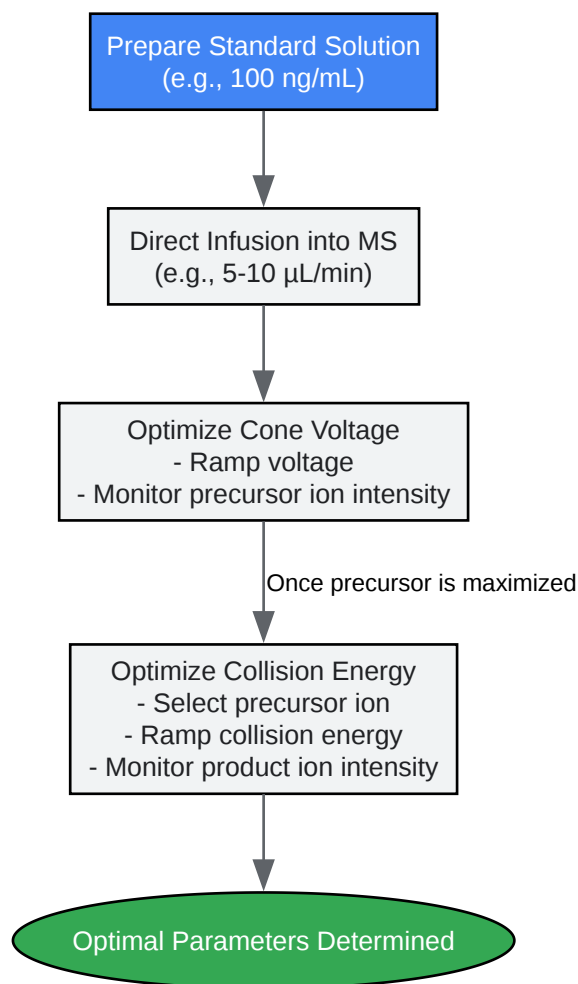 Prepare Standard Solution
(e.g., 100 ng/mL)
Direct Infusion into MS
(e.g., 5-10 µL/min)
Optimize Cone Voltage
- Ramp voltage
- Monitor precursor ion intensity
Once precursor is maximized
Optimize Collision Energy
- Select precursor ion
- Ramp collision energy
- Monitor product ion intensity
Optimal Parameters Determined